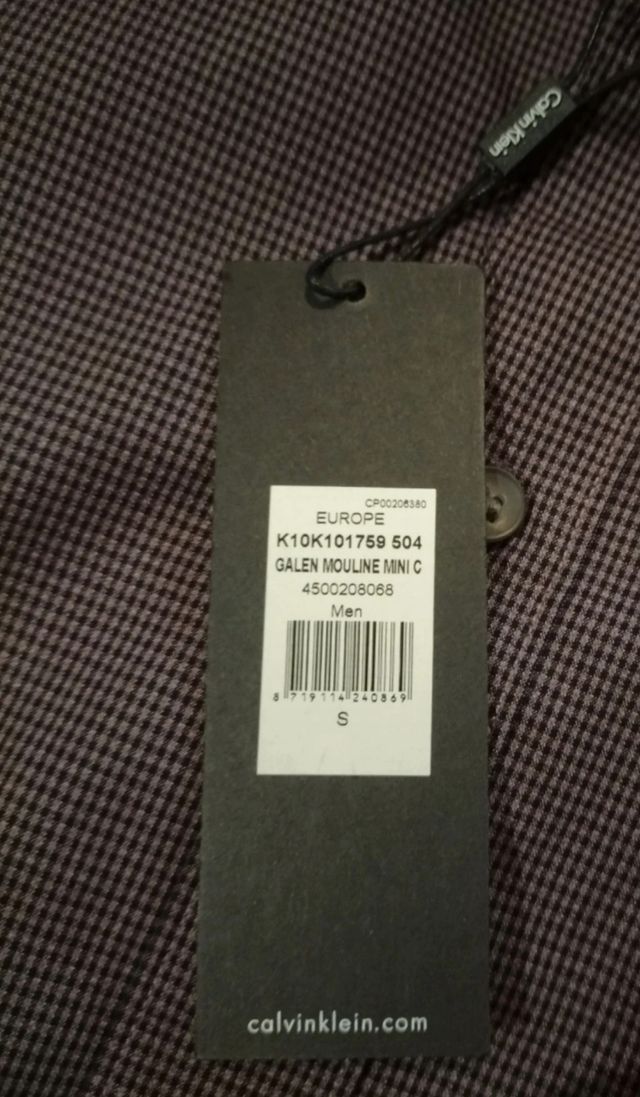 Calvin Klein
CP00206380
EUROPE
K10K101759 504
GALEN MOULINE MINI C
4500208068
Men
8 719114 240869
S
calvinklein.com